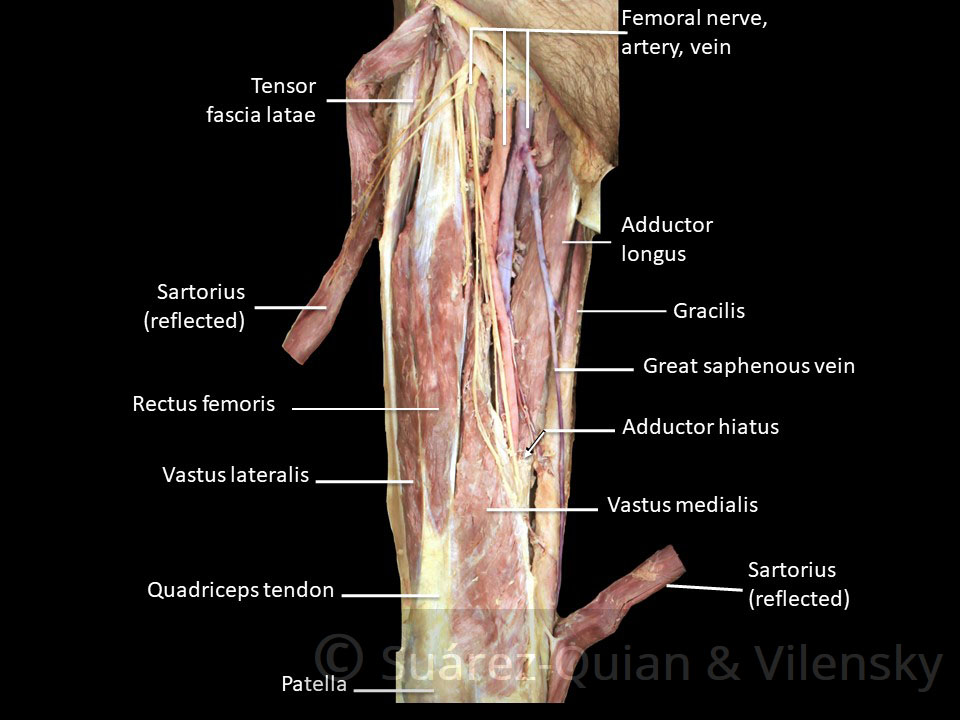 Femoral nerve,
artery, vein
Tensor
fascia latae
Adductor
longus
Sartorius
(reflected)
Gracilis
Great saphenous vein
Rectus femoris
Adductor hiatus
Vastus lateralis
Vastus medialis
Sartorius
(reflected)
Quadriceps tendon
© Suárez-Quian & Vilensky
Patella